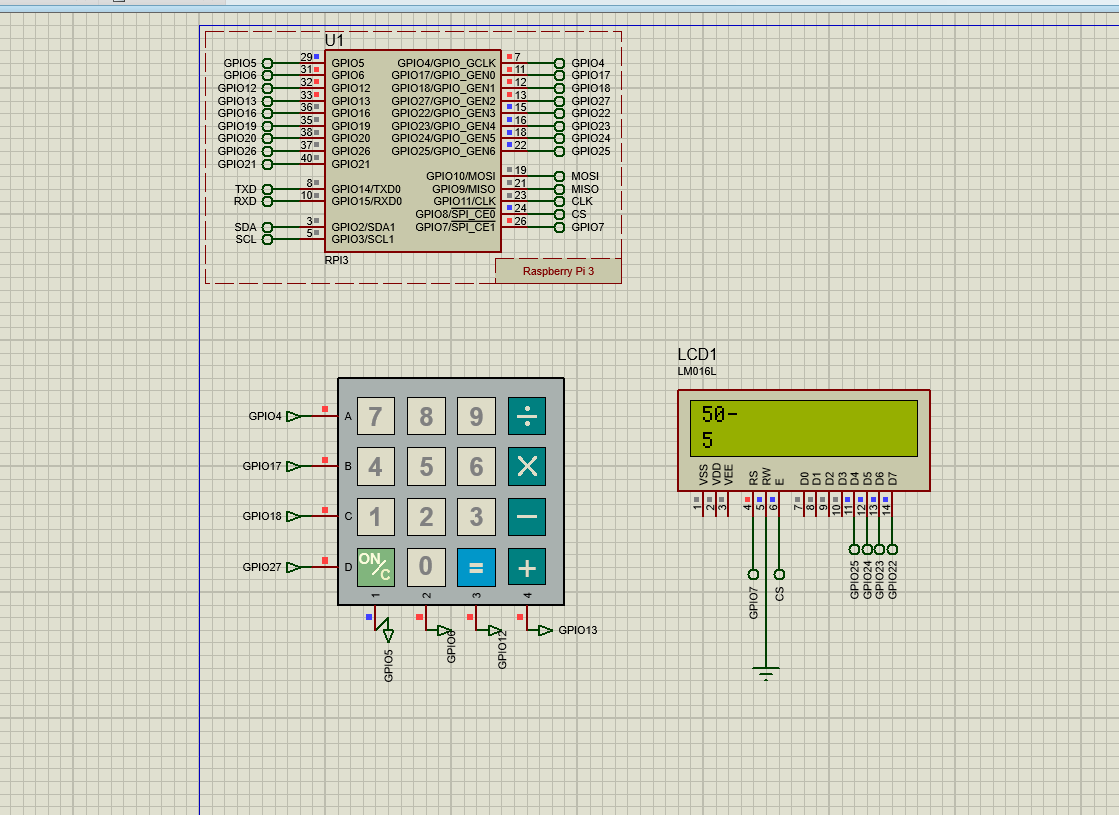 U1
GPIO5 29 GPIO5 GPIO4/GPIO_GCLK 7 GPIO4
GPIO6 31 GPIO6 GPIO17/GPIO_GEN0 11 GPIO17
GPIO12 32 GPIO12 GPIO18/GPIO_GEN1 12 GPIO18
GPIO13 33 GPIO13 GPIO27/GPIO_GEN2 13 GPIO27
GPIO16 36 GPIO16 GPIO22/GPIO_GEN3 15 GPIO22
GPIO19 35 GPIO19 GPIO23/GPIO_GEN4 16 GPIO23
GPIO20 38 GPIO20 GPIO24/GPIO_GEN5 18 GPIO24
GPIO26 37 GPIO26 GPIO25/GPIO_GEN6 22 GPIO25
GPIO21 40 GPIO21
GPIO10/MOSI 19 MOSI
TXD 8 GPIO14/TXD0 GPIO9/MISO 21 MISO
RXD 10 GPIO15/RXD0 GPIO11/CLK 23 CLK
GPIO8/SPI_CE0 24 CS
SDA 3 GPIO2/SDA1 GPIO7/SPI_CE1 26 GPIO7
SCL 5 GPIO3/SCL1
RPI3
Raspberry Pi 3
GPIO4 A 7 8 9 ÷
GPIO17 B 4 5 6 ×
GPIO18 C 1 2 3 −
GPIO27 D ON/C 0 = +
1 2 3 4
GPIO5 GPIO6 GPIO12 GPIO13
LCD1
LM016L
50-
5
VSS VDD VEE RS RW E D0 D1 D2 D3 D4 D5 D6 D7
1 2 3 4 5 6 7 8 9 10 11 12 13 14
GPIO7 CS GPIO25 GPIO24 GPIO23 GPIO22